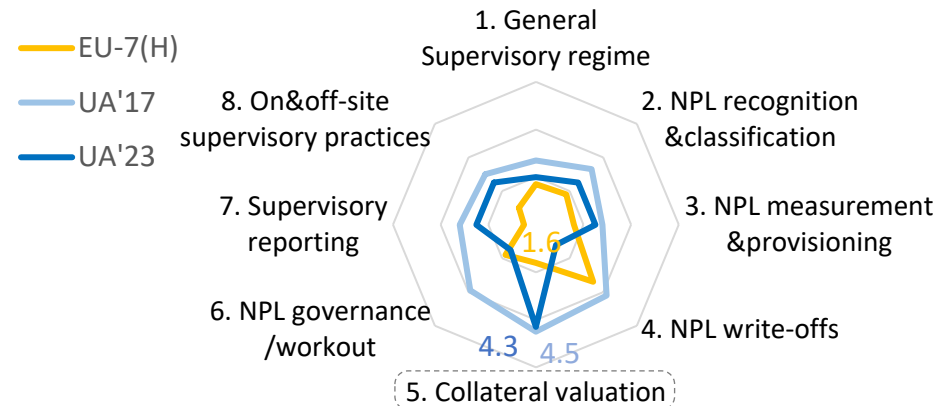 EU-7(H)
UA'17
UA'23
1. General
Supervisory regime
2. NPL recognition
&classification
3. NPL measurement
&provisioning
4. NPL write-offs
5. Collateral valuation
6. NPL governance
/workout
7. Supervisory
reporting
8. On&off-site
supervisory practices
1.6
4.3
4.5